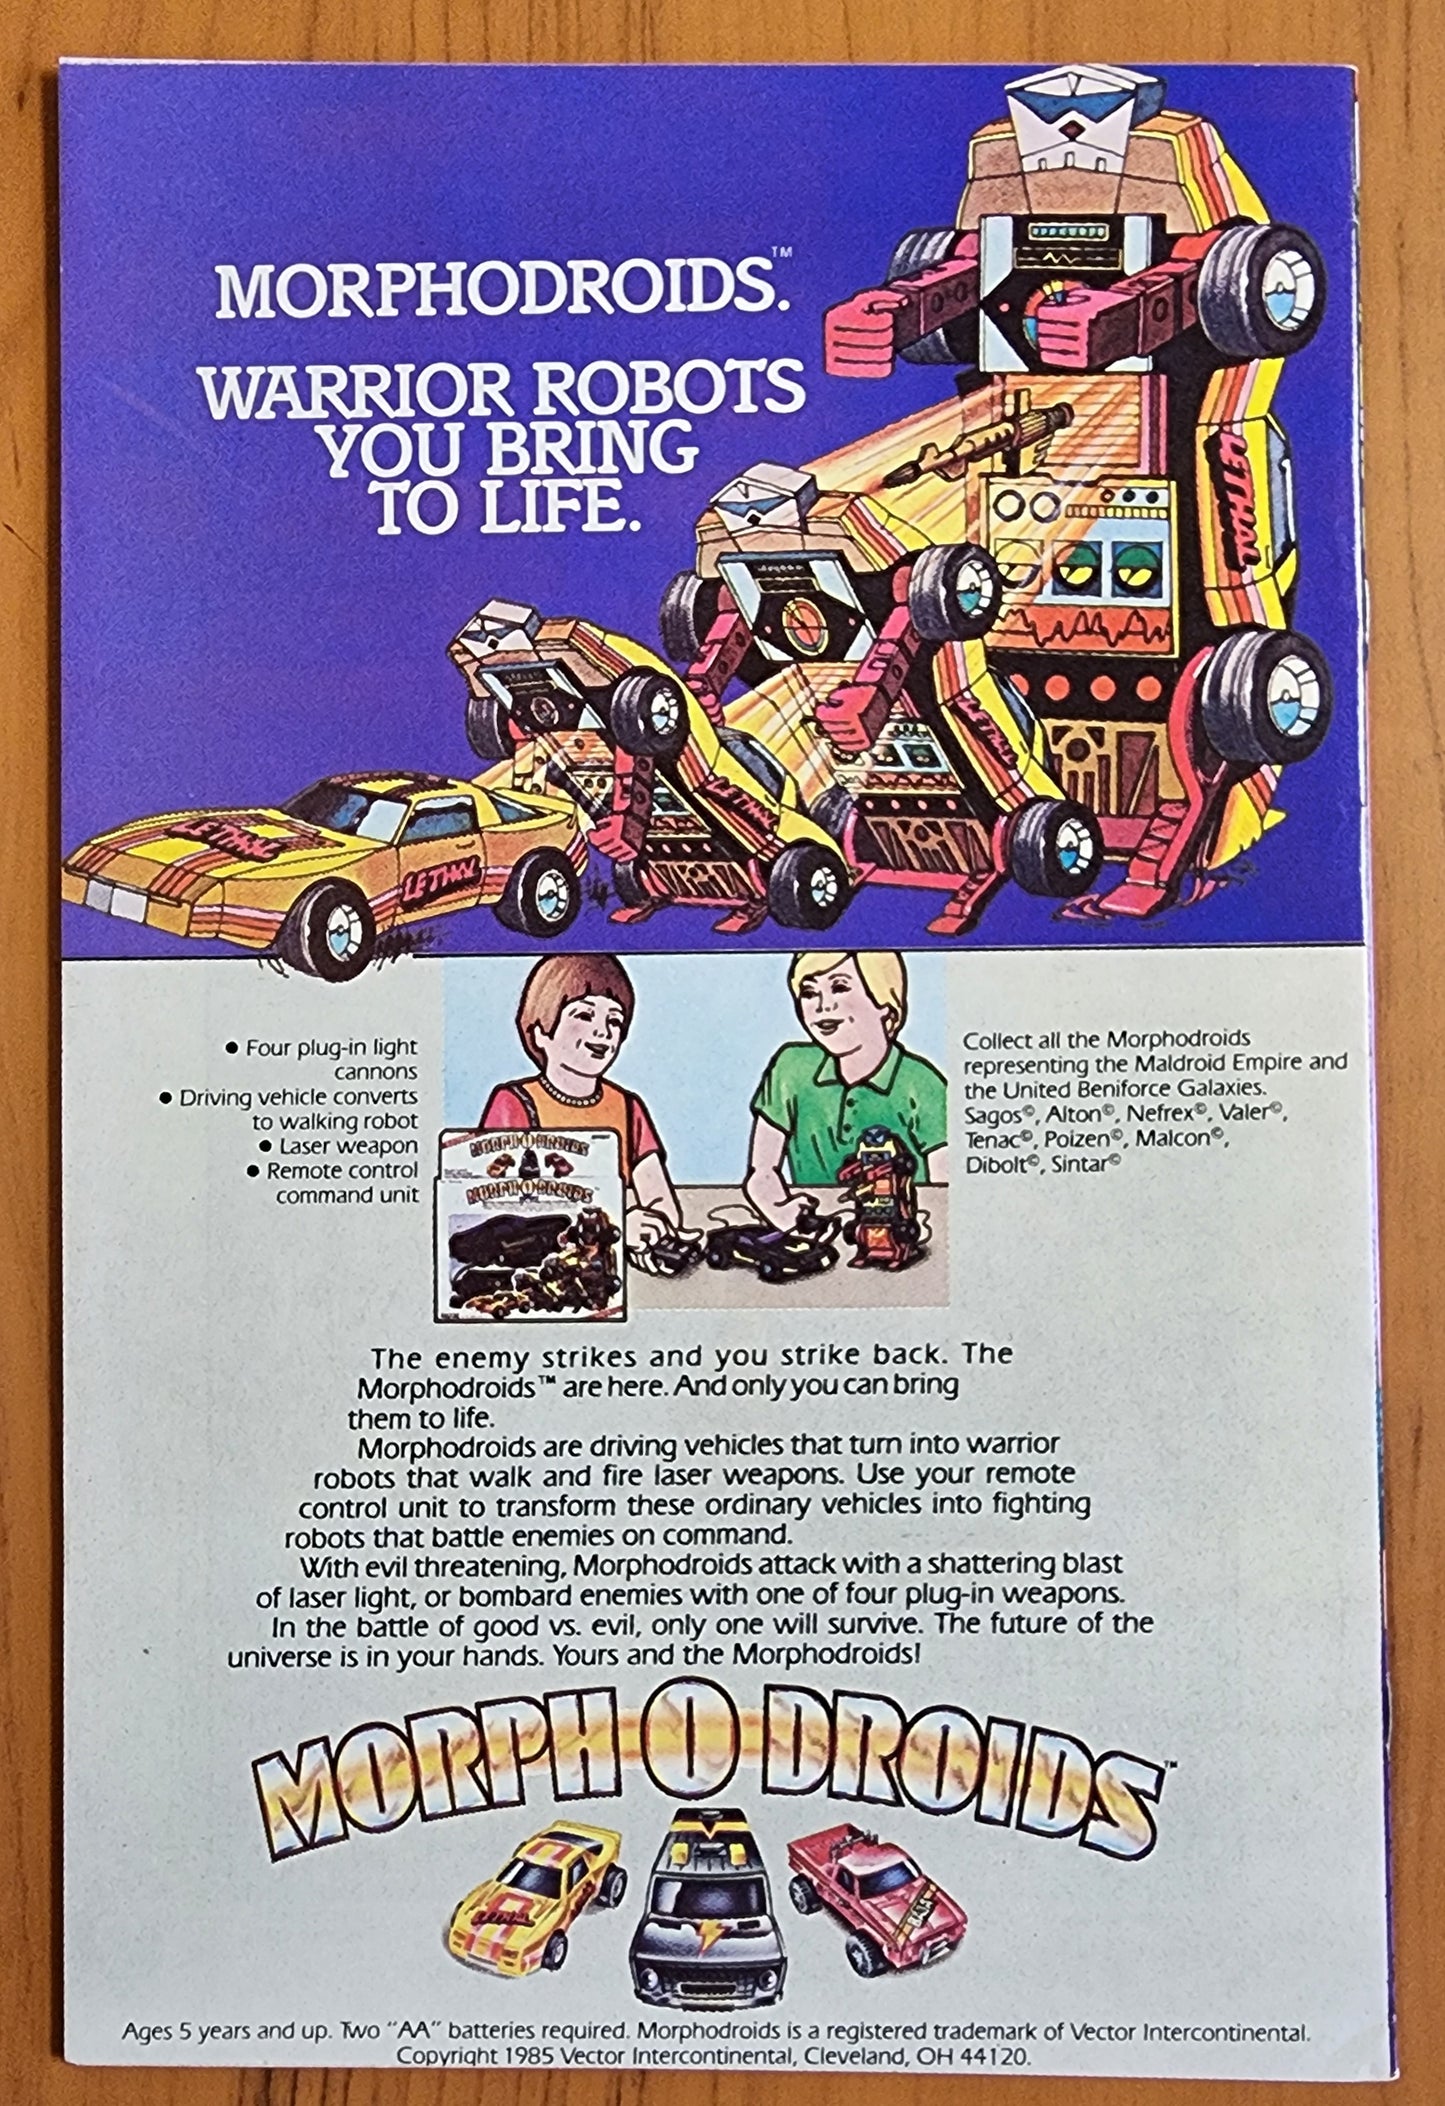 MORPHODROIDS.™
WARRIOR ROBOTS
YOU BRING
TO LIFE.
LETHAL
LETHAL
LETHAL
LETHAL
LETHAL
• Four plug-in light
cannons
• Driving vehicle converts
to walking robot
• Laser weapon
• Remote control
command unit
MORPH-O-DROIDS
MORPH-O-DROIDS
Collect all the Morphodroids
representing the Maldroid Empire and
the United Beniforce Galaxies.
Sagos©, Alton©, Nefrex©, Valer©,
Tenac©, Poizen©, Malcon©,
Dibolt©, Sintar©
The enemy strikes and you strike back. The
Morphodroids™ are here. And only you can bring
them to life.
Morphodroids are driving vehicles that turn into warrior
robots that walk and fire laser weapons. Use your remote
control unit to transform these ordinary vehicles into fighting
robots that battle enemies on command.
With evil threatening, Morphodroids attack with a shattering blast
of laser light, or bombard enemies with one of four plug-in weapons.
In the battle of good vs. evil, only one will survive. The future of the
universe is in your hands. Yours and the Morphodroids!
MORPH O DROIDS™
LETHAL
Ages 5 years and up. Two "AA" batteries required. Morphodroids is a registered trademark of Vector Intercontinental.
Copyright 1985 Vector Intercontinental, Cleveland, OH 44120.